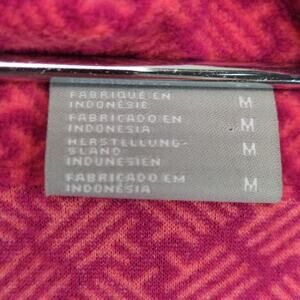 FABRIQUÉ EN
INDONÉSIE M
FABRICADO EN
INDONESIA M
HERSTELLUNG-
SLAND M
INDONESIEN
FABRICADO EM
INDONÉSIA M